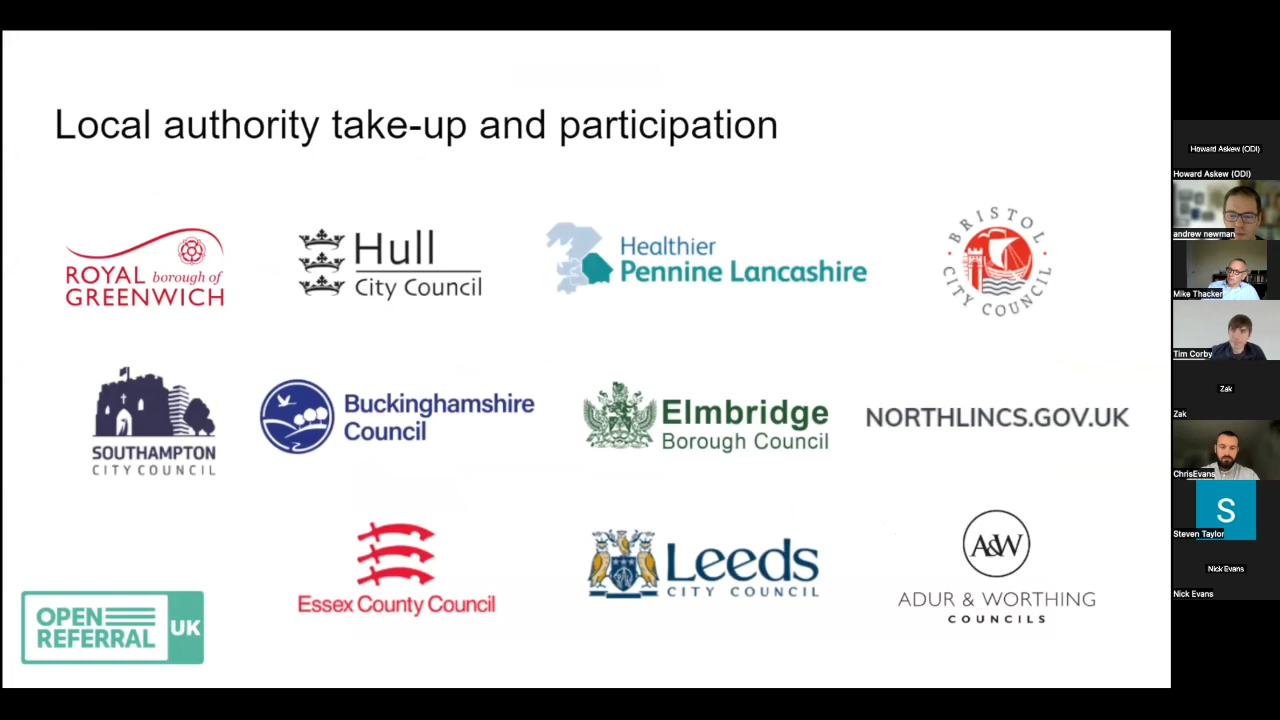 Local authority take-up and participation
ROYAL borough of
GREENWICH
Hull
City Council
Healthier
Pennine Lancashire
BRISTOL
CITY COUNCIL
SOUTHAMPTON
CITY COUNCIL
Buckinghamshire
Council
Elmbridge
Borough Council
NORTHLINCS.GOV.UK
Essex County Council
Leeds
CITY COUNCIL
A&W
ADUR & WORTHING
COUNCILS
OPEN
REFERRAL
UK
Howard Askew (ODI)
Howard Askew (ODI)
andrew newman
Mike Thacker
Tim Corby
Zak
Zak
ChrisEvans
S
Steven Taylor
Nick Evans
Nick Evans